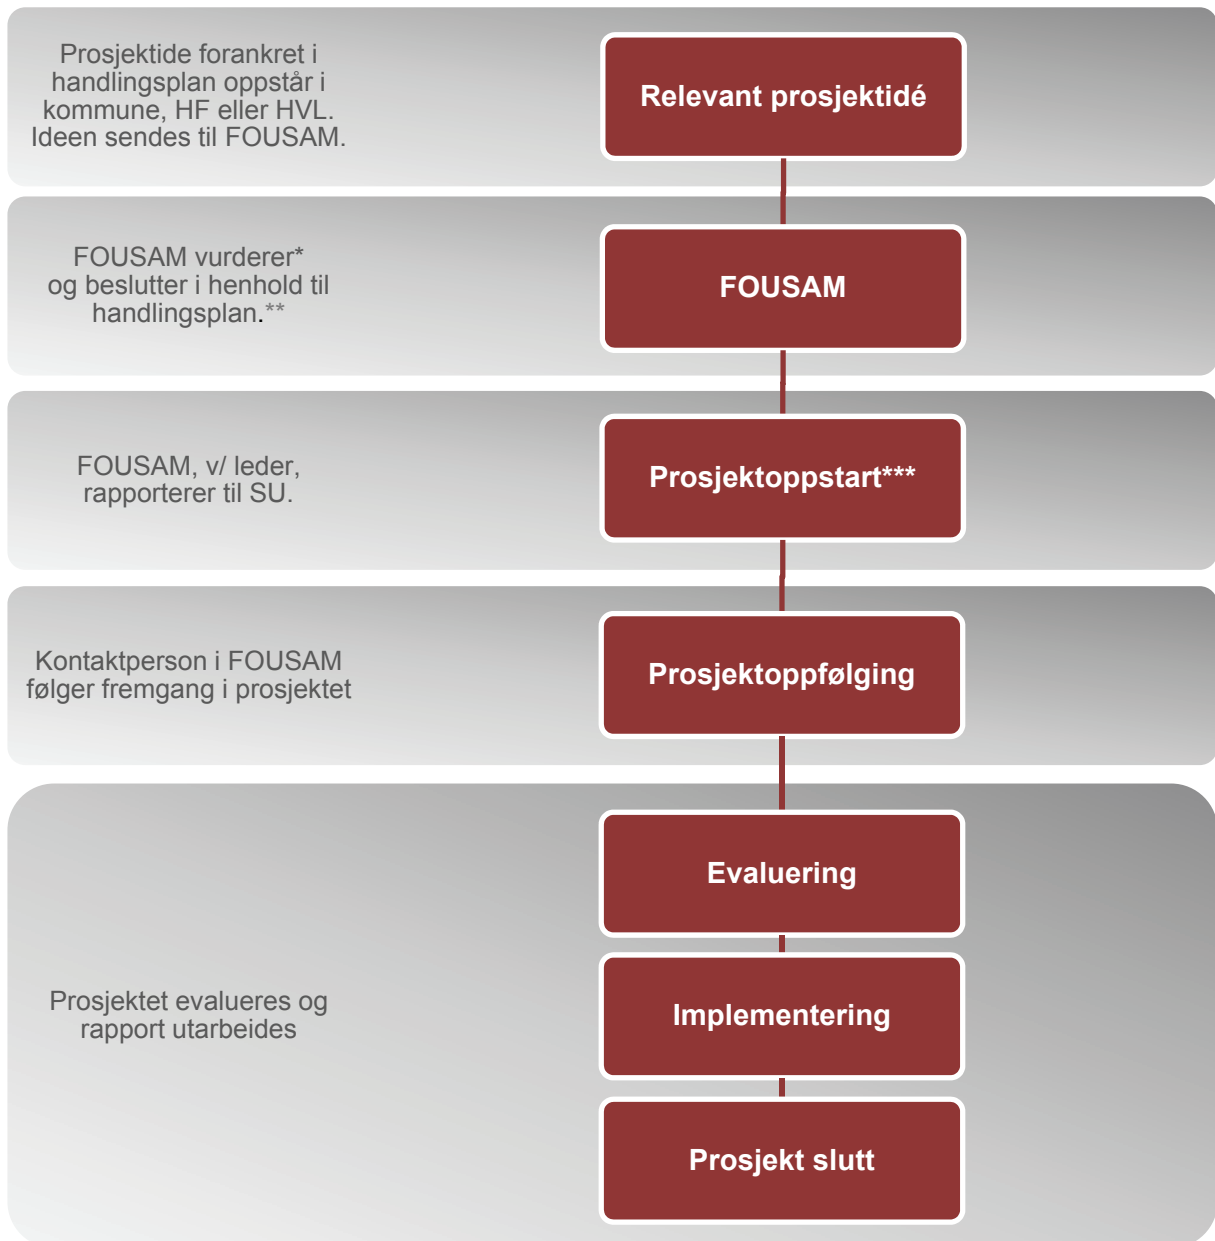 Prosjektide forankret i
handlingsplan oppstår i
kommune, HF eller HVL.
Ideen sendes til FOUSAM.
Relevant prosjektidé
FOUSAM vurderer*
og beslutter i henhold til
handlingsplan.**
FOUSAM
FOUSAM, v/ leder,
rapporterer til SU.
Prosjektoppstart***
Kontaktperson i FOUSAM
følger fremgang i prosjektet
Prosjektoppfølging
Prosjektet evalueres og
rapport utarbeides
Evaluering
Implementering
Prosjekt slutt